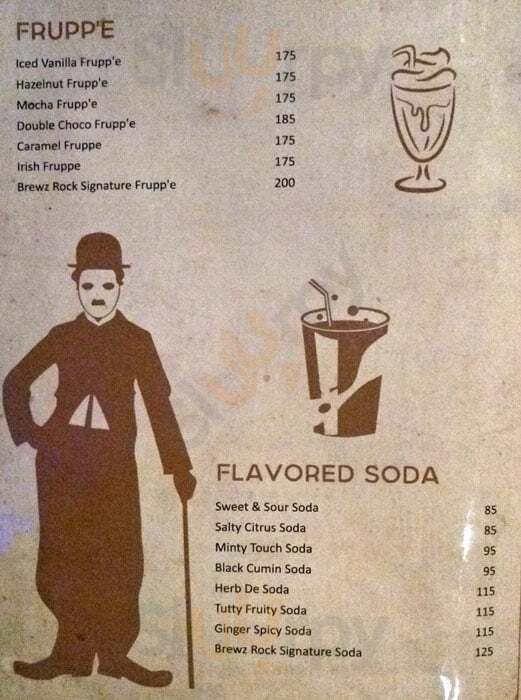 FRUPP'E
Iced Vanilla Frupp'e 175
Hazelnut Frupp'e 175
Mocha Frupp'e 175
Double Choco Frupp'e 185
Caramel Fruppe 175
Irish Fruppe 175
Brewz Rock Signature Frupp'e 200
FLAVORED SODA
Sweet & Sour Soda 85
Salty Citrus Soda 85
Minty Touch Soda 95
Black Cumin Soda 95
Herb De Soda 115
Tutty Fruity Soda 115
Ginger Spicy Soda 115
Brewz Rock Signature Soda 125